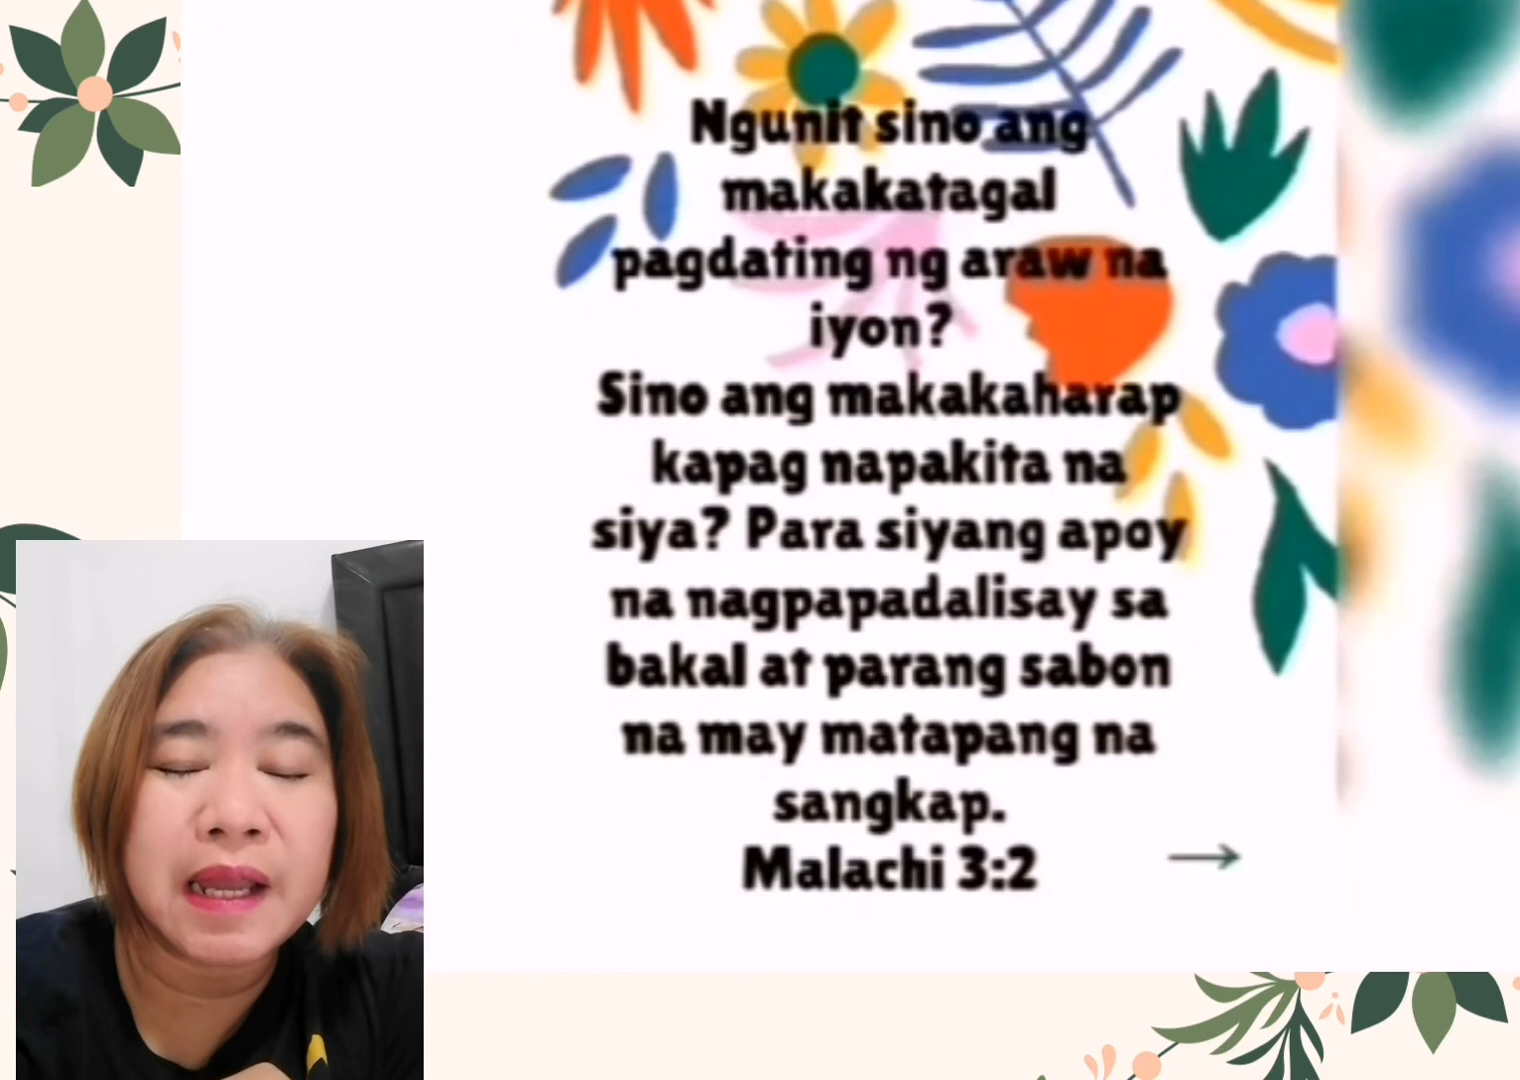 Ngunit sino ang
makakatagal
pagdating ng araw na
iyon?
Sino ang makakaharap
kapag napakita na
siya? Para siyang apoy
na nagpapadalisay sa
bakal at parang sabon
na may matapang na
sangkap.
Malachi 3:2